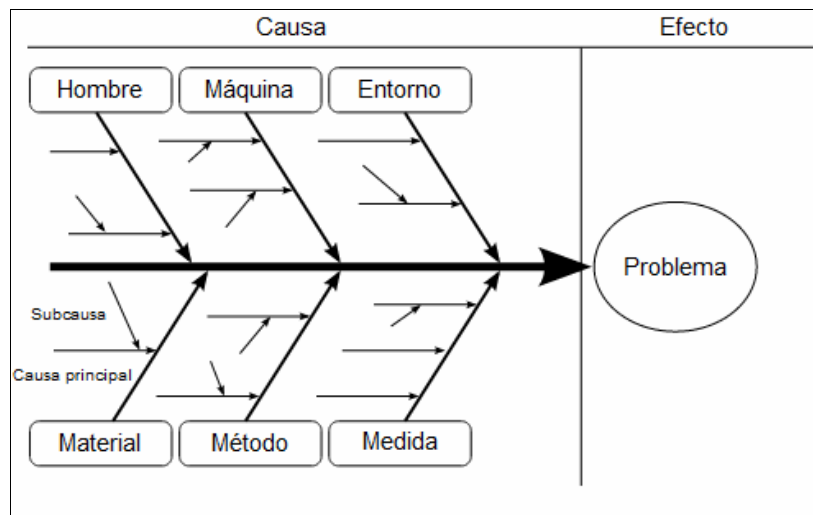 Causa
Efecto
Hombre
Máquina
Entorno
Problema
Subcausa
Causa principal
Material
Método
Medida